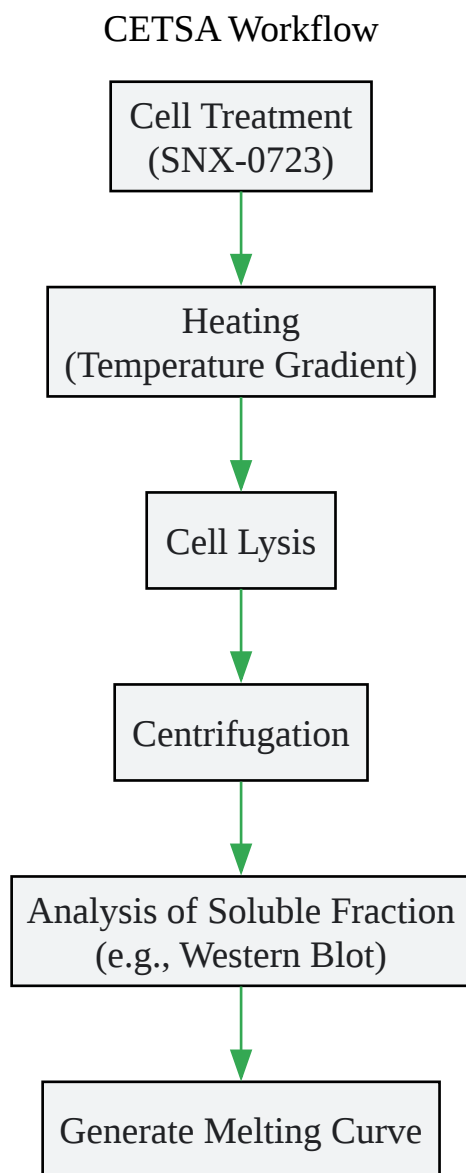 CETSA Workflow
Cell Treatment
(SNX-0723)
Heating
(Temperature Gradient)
Cell Lysis
Centrifugation
Analysis of Soluble Fraction
(e.g., Western Blot)
Generate Melting Curve